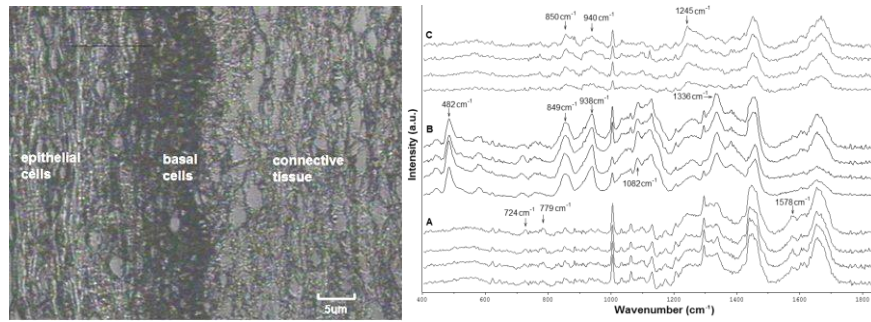 epithelial
cells
basal
cells
connective
tissue
5um
Intensity (a.u.)
C
850 cm⁻¹
940 cm⁻¹
1245 cm⁻¹
B
482 cm⁻¹
849 cm⁻¹
938 cm⁻¹
1336 cm⁻¹
1082 cm⁻¹
A
724 cm⁻¹
779 cm⁻¹
1578 cm⁻¹
400 600 800 1000 1200 1400 1600 1800
Wavenumber (cm⁻¹)